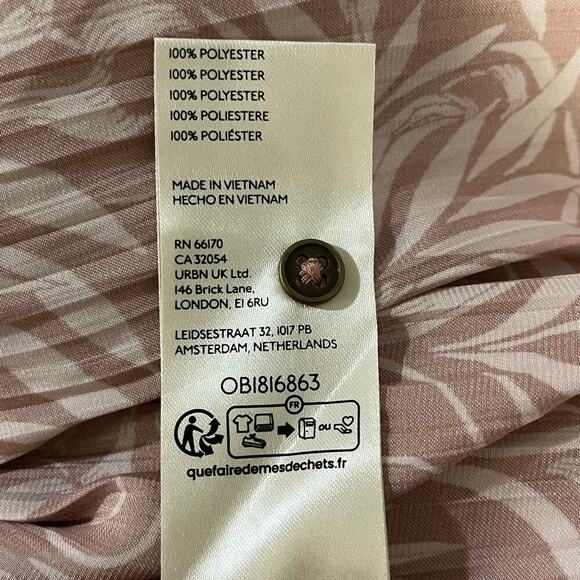 100% POLYESTER
100% POLYESTER
100% POLYESTER
100% POLIESTERE
100% POLIÉSTER
MADE IN VIETNAM
HECHO EN VIETNAM
RN 66170
CA 32054
URBN UK Ltd.
146 Brick Lane,
LONDON, E1 6RU
LEIDSESTRAAT 32, 1017 PB
AMSTERDAM, NETHERLANDS
OB1816863
FR
OU
quefairedemesdechets.fr